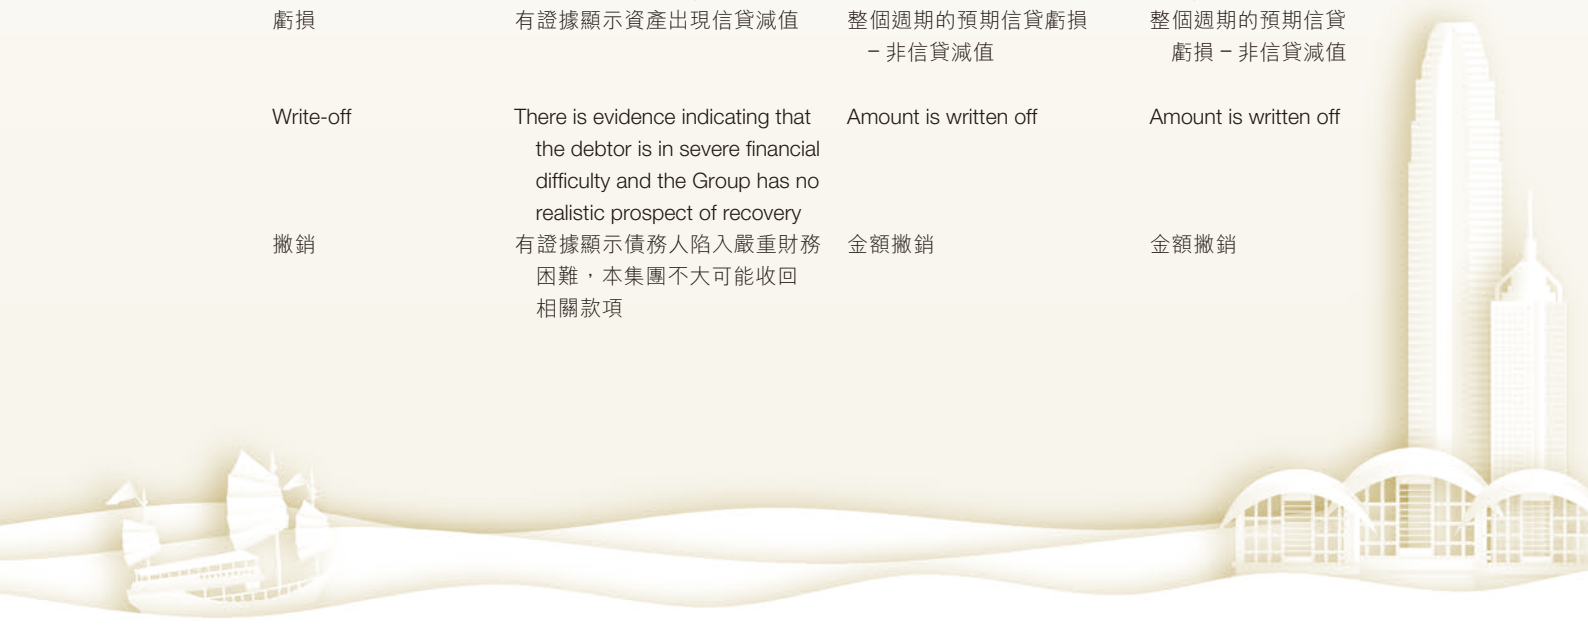 虧損 有證據顯示資產出現信貸減值 整個週期的預期信貸虧損 整個週期的預期信貸
－非信貸減值 虧損－非信貸減值
Write-off There is evidence indicating that Amount is written off Amount is written off
the debtor is in severe financial
difficulty and the Group has no
realistic prospect of recovery
撇銷 有證據顯示債務人陷入嚴重財務 金額撇銷 金額撇銷
困難，本集團不大可能收回
相關款項